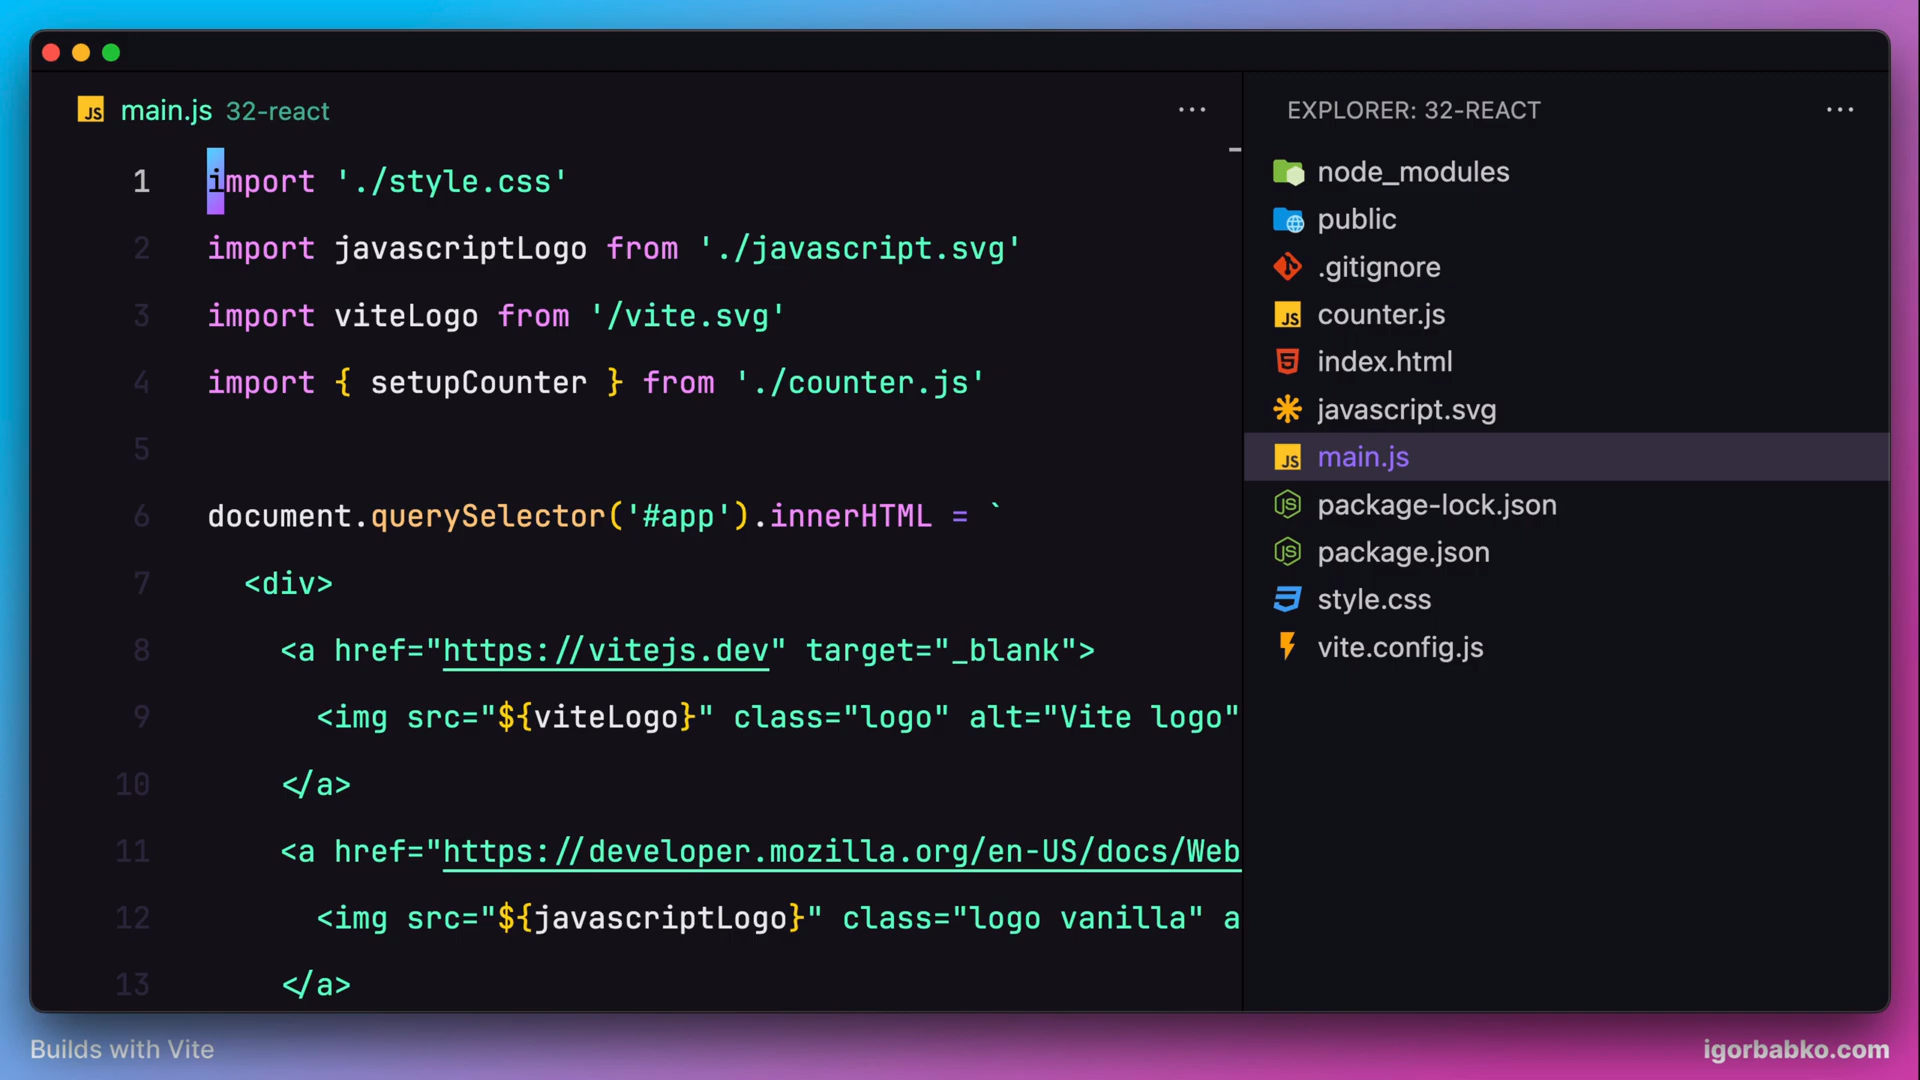 main.js 32-react
1 import './style.css'
2 import javascriptLogo from './javascript.svg'
3 import viteLogo from '/vite.svg'
4 import { setupCounter } from './counter.js'
5
6 document.querySelector('#app').innerHTML = `
7 <div>
8 <a href="https://vitejs.dev" target="_blank">
9 <img src="${viteLogo}" class="logo" alt="Vite logo"
10 </a>
11 <a href="https://developer.mozilla.org/en-US/docs/Web
12 <img src="${javascriptLogo}" class="logo vanilla" a
13 </a>
EXPLORER: 32-REACT
node_modules
public
.gitignore
JS counter.js
index.html
javascript.svg
JS main.js
package-lock.json
package.json
style.css
vite.config.js
Builds with Vite
igorbabko.com